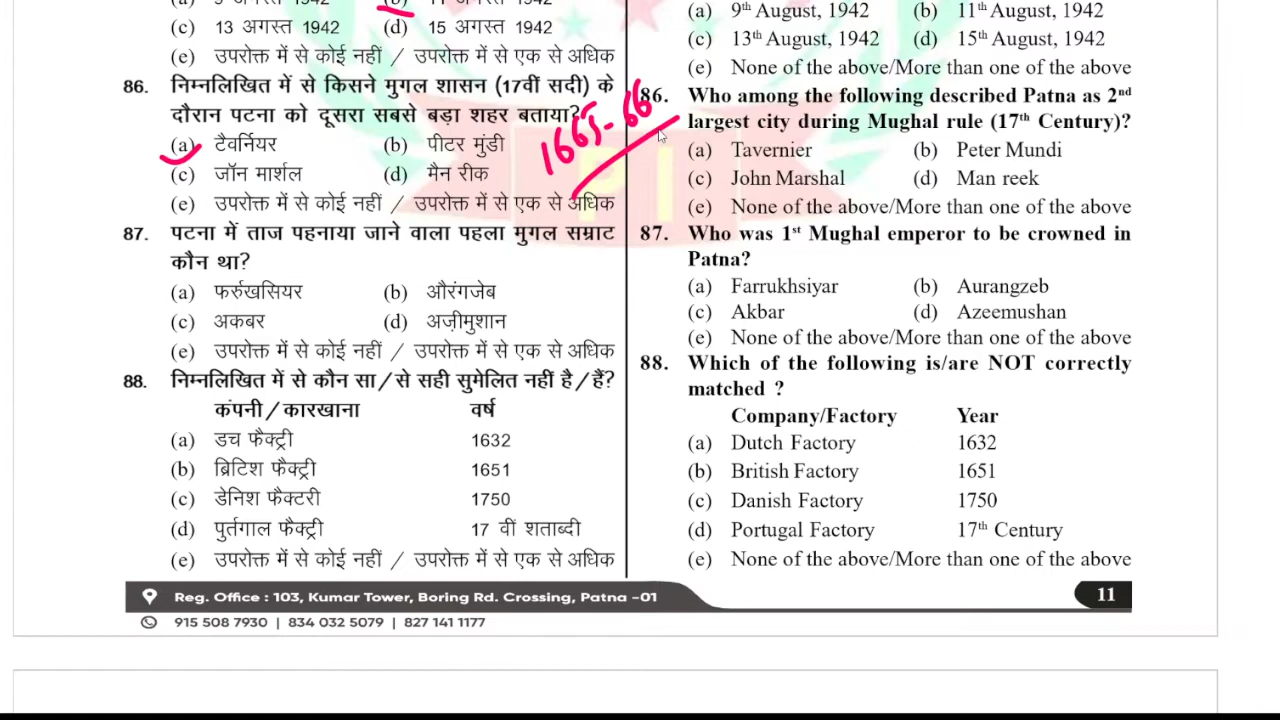 (c) 13 अगस्त 1942 (d) 15 अगस्त 1942
(e) उपरोक्त में से कोई नहीं / उपरोक्त में से एक से अधिक
86. निम्नलिखित में से किसने मुगल शासन (17वीं सदी) के
दौरान पटना को दूसरा सबसे बड़ा शहर बताया?
(a) टैवर्नियर (b) पीटर मुंडी
(c) जॉन मार्शल (d) मैन रीक
(e) उपरोक्त में से कोई नहीं / उपरोक्त में से एक से अधिक
87. पटना में ताज पहनाया जाने वाला पहला मुगल सम्राट
कौन था?
(a) फर्रुखसियर (b) औरंगजेब
(c) अकबर (d) अज़ीमुशान
(e) उपरोक्त में से कोई नहीं / उपरोक्त में से एक से अधिक
88. निम्नलिखित में से कौन सा/से सही सुमेलित नहीं है/हैं?
कंपनी/कारखाना वर्ष
(a) डच फैक्ट्री 1632
(b) ब्रिटिश फैक्ट्री 1651
(c) डेनिश फैक्टरी 1750
(d) पुर्तगाल फैक्ट्री 17 वीं शताब्दी
(e) उपरोक्त में से कोई नहीं / उपरोक्त में से एक से अधिक
1665-66
(a) 9th August, 1942 (b) 11th August, 1942
(c) 13th August, 1942 (d) 15th August, 1942
(e) None of the above/More than one of the above
86. Who among the following described Patna as 2nd
largest city during Mughal rule (17th Century)?
(a) Tavernier (b) Peter Mundi
(c) John Marshal (d) Man reek
(e) None of the above/More than one of the above
87. Who was 1st Mughal emperor to be crowned in
Patna?
(a) Farrukhsiyar (b) Aurangzeb
(c) Akbar (d) Azeemushan
(e) None of the above/More than one of the above
88. Which of the following is/are NOT correctly
matched ?
Company/Factory Year
(a) Dutch Factory 1632
(b) British Factory 1651
(c) Danish Factory 1750
(d) Portugal Factory 17th Century
(e) None of the above/More than one of the above
Reg. Office : 103, Kumar Tower, Boring Rd. Crossing, Patna -01
11
915 508 7930 | 834 032 5079 | 827 141 1177